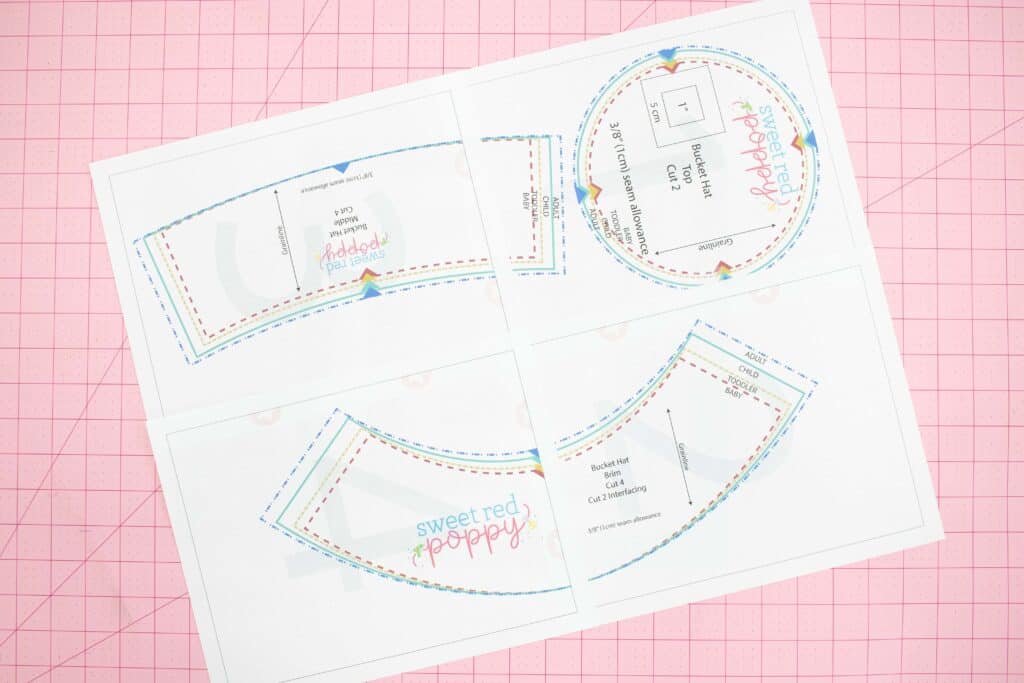 3/8" (1cm) seam allowance
Bucket Hat
Middle
Cut 4
Grainline
sweet red
poppy
ADULT
CHILD
TODDLER
BABY
1"
5 cm
Bucket Hat
Top
Cut 2
3/8" (1cm) seam allowance
sweet red
poppy
Grainline
ADULT
CHILD
TODDLER
BABY
ADULT
CHILD
TODDLER
BABY
Grainline
Bucket Hat
Brim
Cut 4
Cut 2 Interfacing
3/8" (1cm) seam allowance
sweet red
poppy